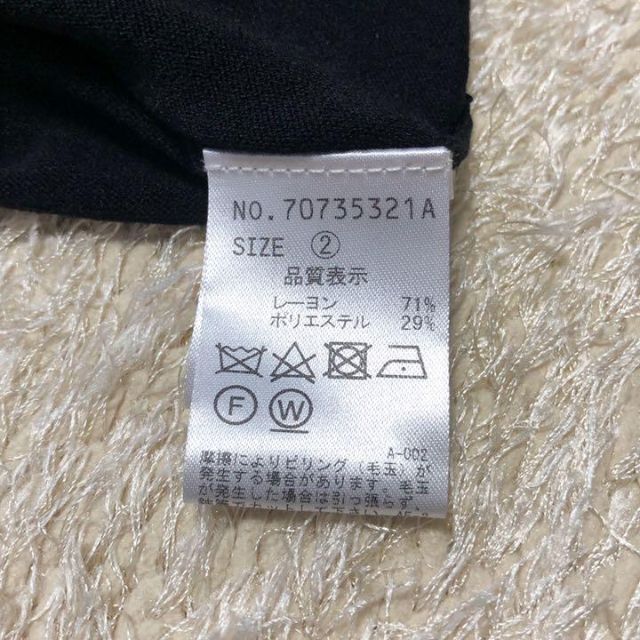 NO.70735321A
SIZE ②
品質表示
レーヨン 71%
ポリエステル 29%
F W
A-002
摩擦によりピリング(毛玉)が
発生する場合があります。毛玉
が発生した場合は引っ張